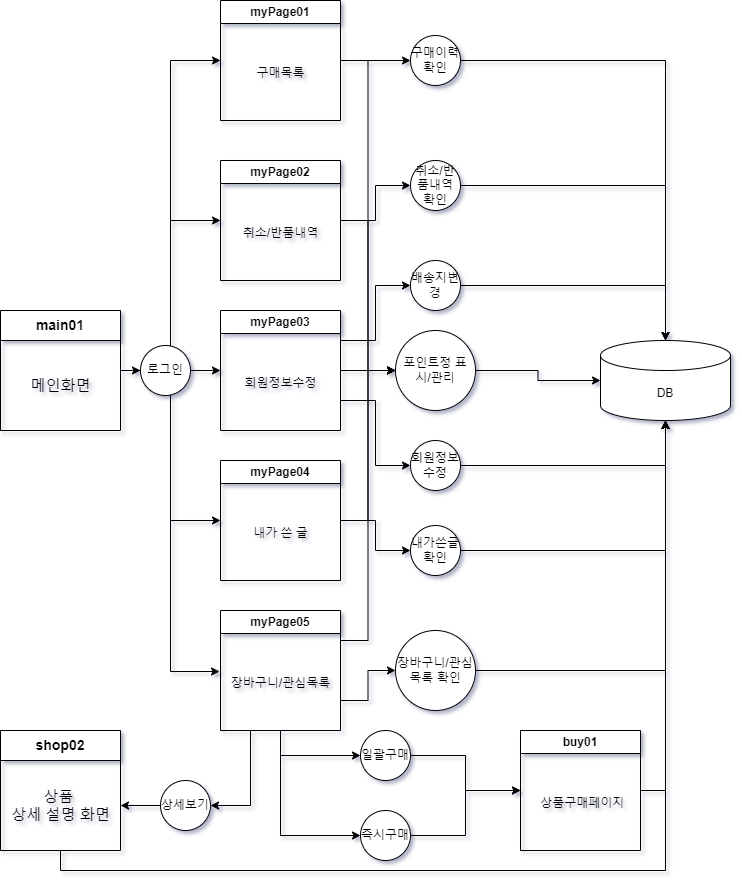 myPage01
구매목록
구매이력
확인
myPage02
취소/반품내역
취소/반
품내역
확인
배송지변
경
main01
메인화면
로그인
myPage03
회원정보수정
포인트정 표
시/관리
DB
회원정보
수정
myPage04
내가 쓴 글
내가쓴글
확인
myPage05
장바구니/관심목록
장바구니/관심
목록 확인
shop02
상품
상세 설명 화면
상세보기
일괄구매
즉시구매
buy01
상품구매페이지